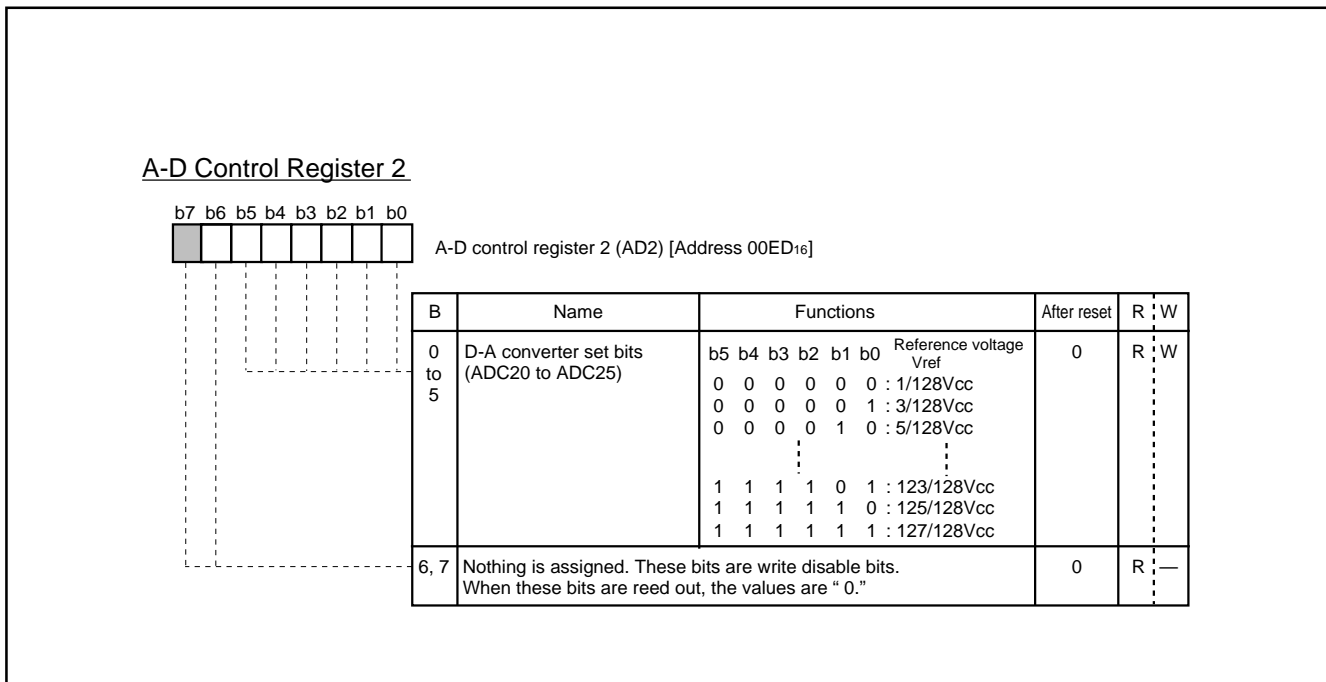 A-D Control Register 2
b7 b6 b5 b4 b3 b2 b1 b0
A-D control register 2 (AD2) [Address 00ED16]
B Name Functions After reset R W
0 to 5
D-A converter set bits
(ADC20 to ADC25)
b5 b4 b3 b2 b1 b0 Reference voltage
Vref
0 0 0 0 0 0 : 1/128Vcc
0 0 0 0 0 1 : 3/128Vcc
0 0 0 0 1 0 : 5/128Vcc
1 1 1 1 0 1 : 123/128Vcc
1 1 1 1 1 0 : 125/128Vcc
1 1 1 1 1 1 : 127/128Vcc
0 R W
6, 7 Nothing is assigned. These bits are write disable bits.
When these bits are reed out, the values are “ 0.”
0 R —